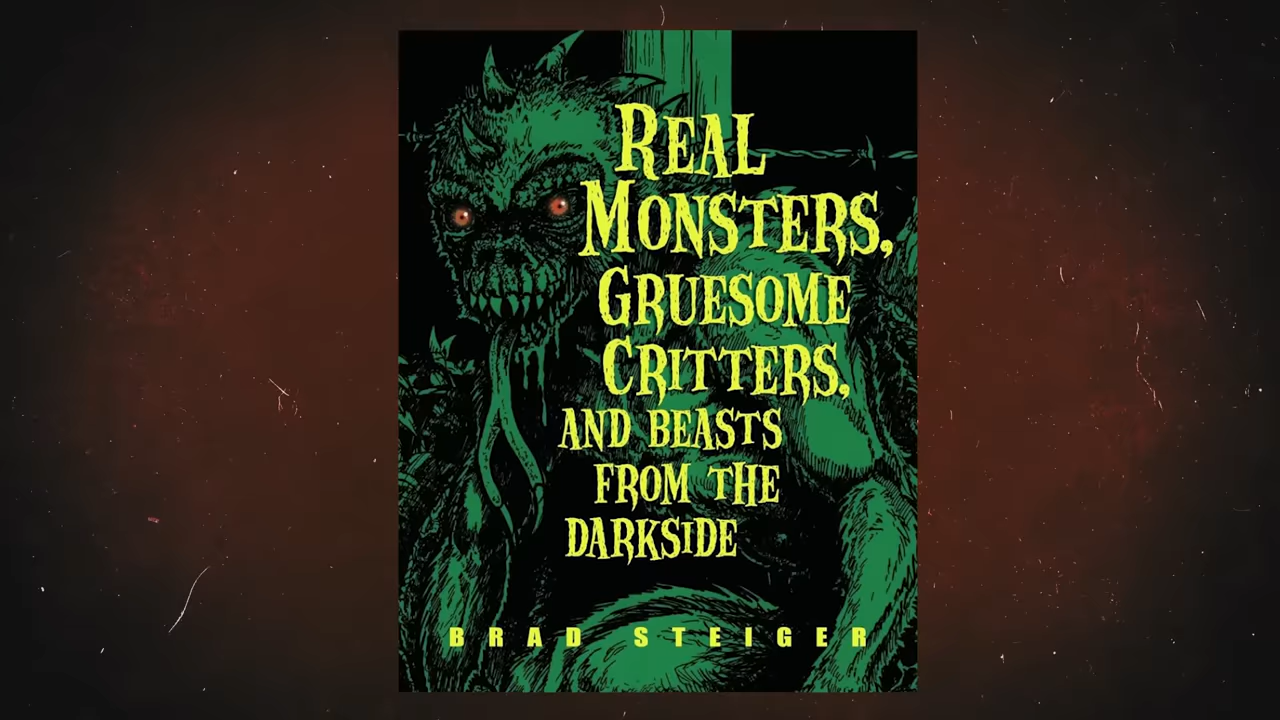 REAL
MONSTERS,
GRUESOME
CRITTERS,
AND BEASTS
FROM THE
DARKSIDE
BRAD STEIGER